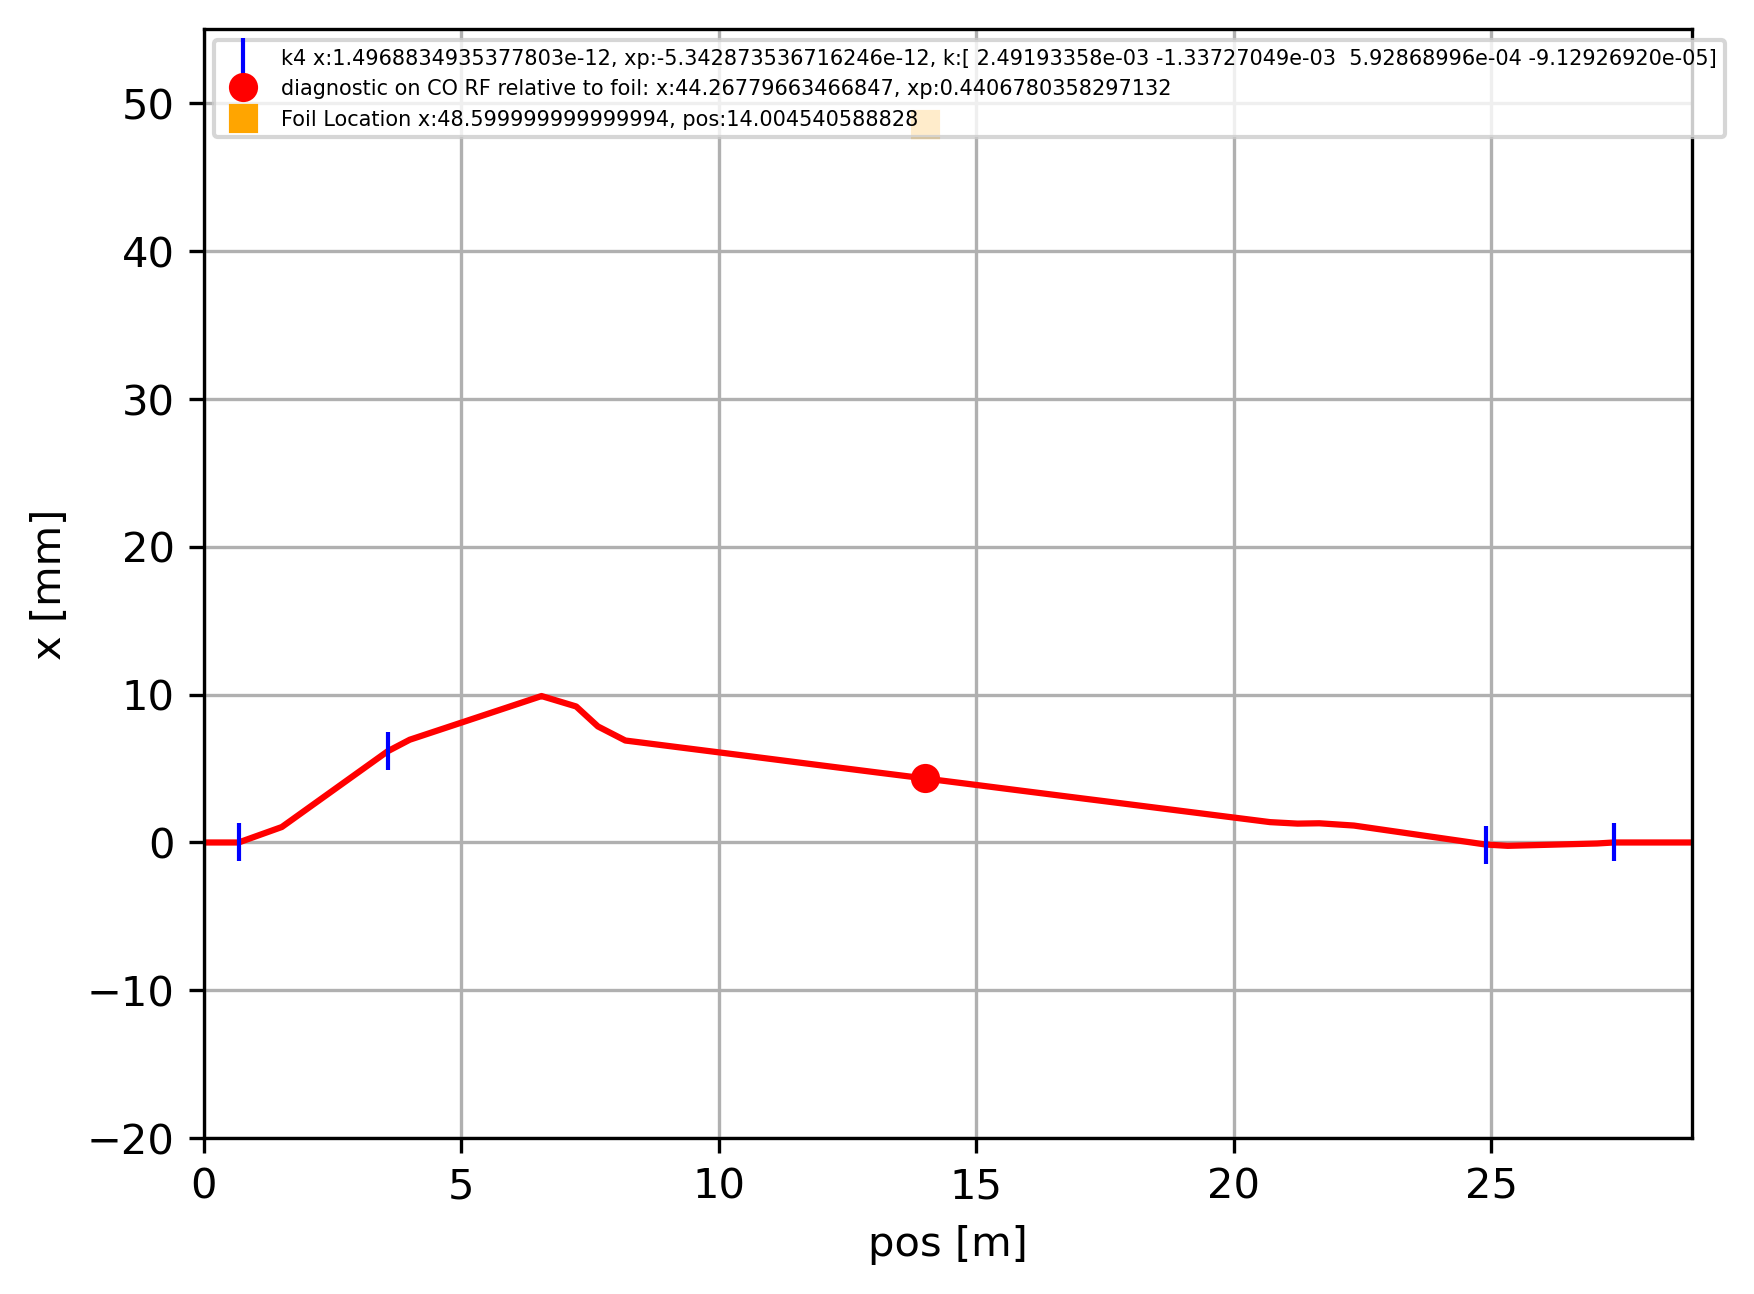 k4 x:1.4968834935377803e-12, xp:-5.342873536716246e-12, k:[ 2.49193358e-03 -1.33727049e-03  5.92868996e-04 -9.12926920e-05]
diagnostic on CO RF relative to foil: x:44.26779663466847, xp:0.4406780358297132
Foil Location x:48.599999999999994, pos:14.004540588828
50
40
30
20
10
0
−10
−20
x [mm]
0 5 10 15 20 25
pos [m]